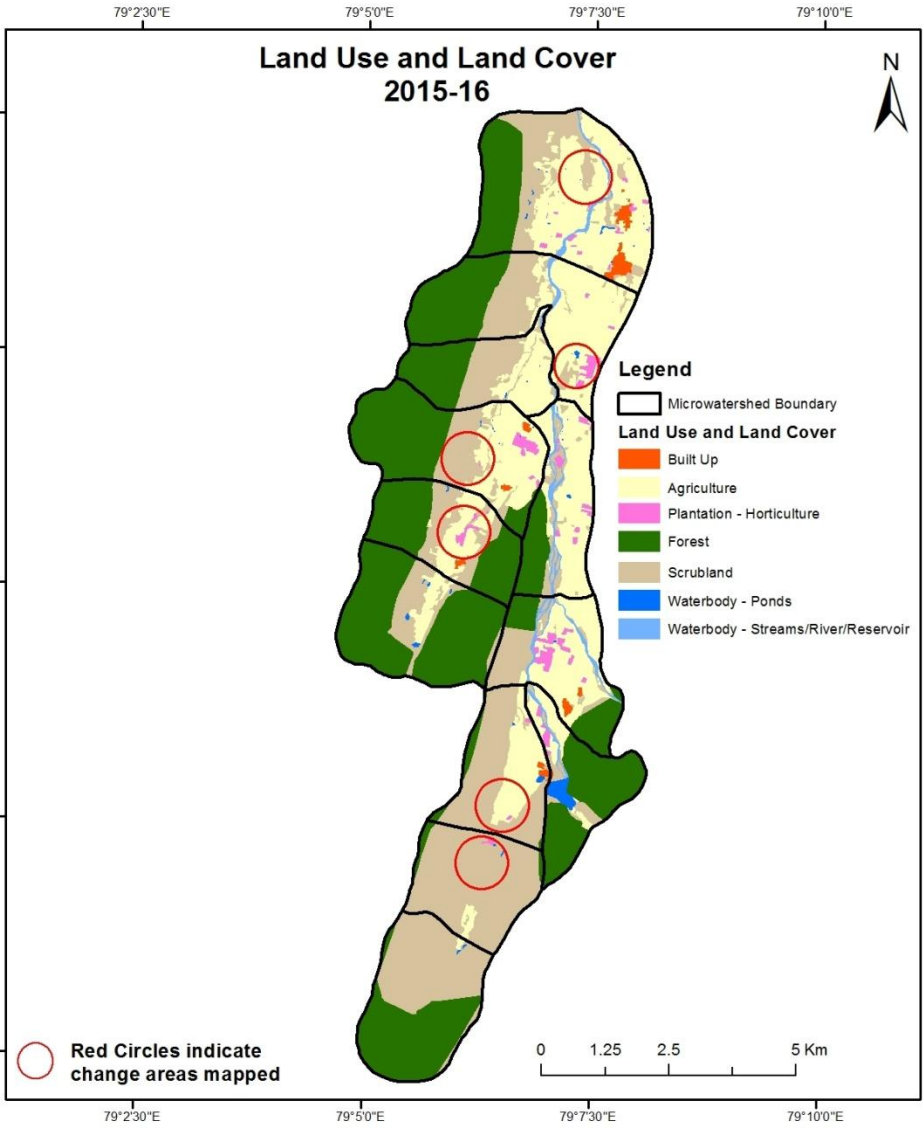 79°2'30"E 79°5'0"E 79°7'30"E 79°10'0"E
Land Use and Land Cover
2015-16
N
Legend
Microwatershed Boundary
Land Use and Land Cover
Built Up
Agriculture
Plantation - Horticulture
Forest
Scrubland
Waterbody - Ponds
Waterbody - Streams/River/Reservoir
Red Circles indicate
change areas mapped
0 1.25 2.5 5 Km
79°2'30"E 79°5'0"E 79°7'30"E 79°10'0"E